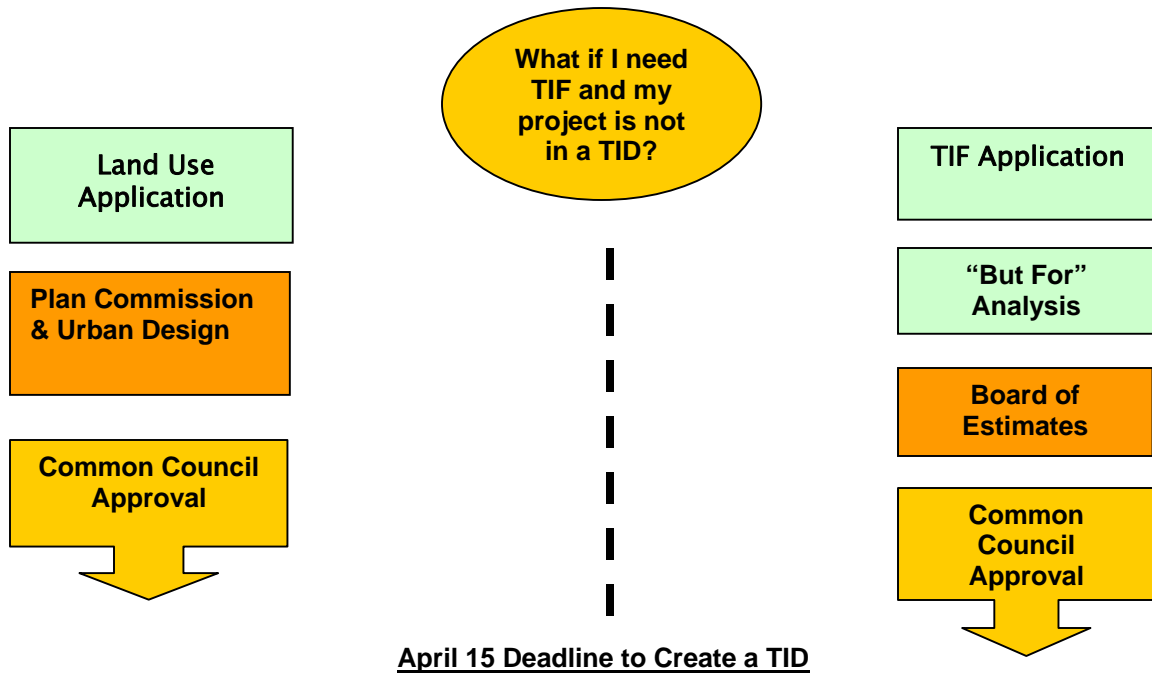 What if I need
TIF and my
project is not
in a TID?
Land Use
Application
Plan Commission
& Urban Design
Common Council
Approval
TIF Application
“But For”
Analysis
Board of
Estimates
Common
Council
Approval
April 15 Deadline to Create a TID